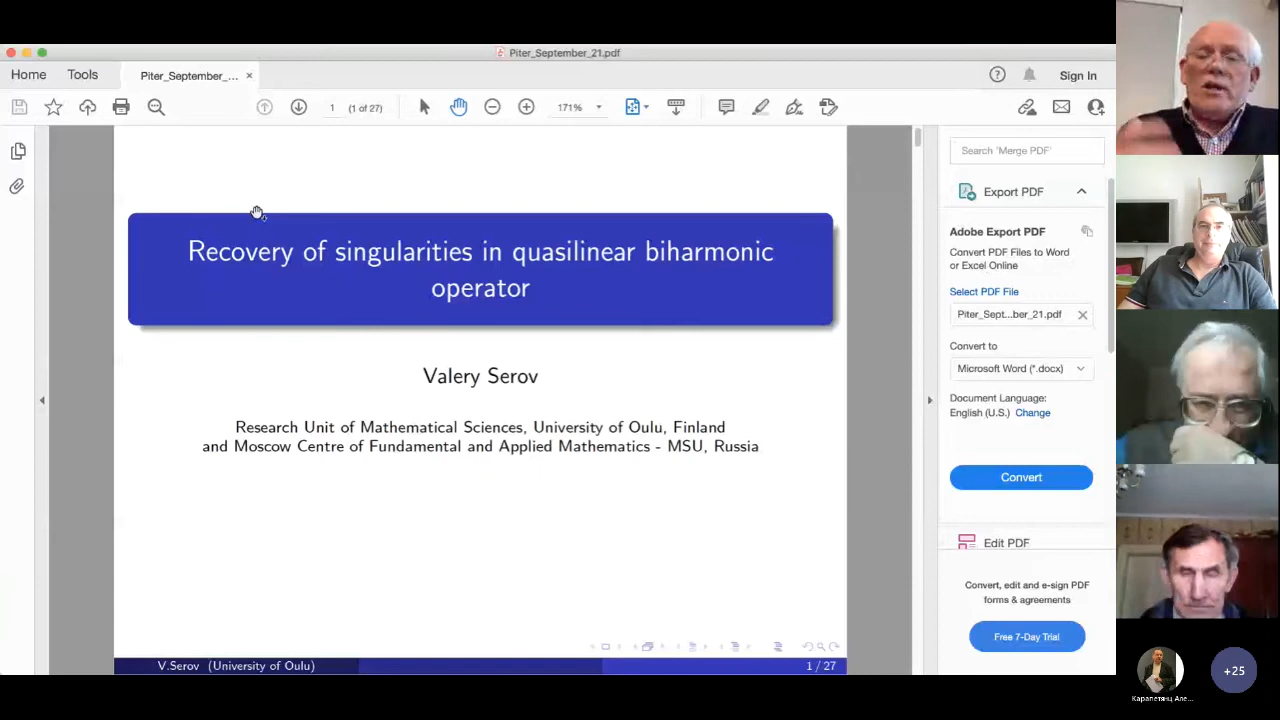 Piter_September_21.pdf
Home
Tools
Piter_September_... ×
1 (1 of 27)
171%
Sign In
Search 'Merge PDF'
Export PDF
Adobe Export PDF
Convert PDF Files to Word
or Excel Online
Select PDF File
Piter_Sept...ber_21.pdf
Convert to
Microsoft Word (*.docx)
Document Language:
English (U.S.) Change
Convert
Edit PDF
Convert, edit and e-sign PDF
forms & agreements
Free 7-Day Trial
Recovery of singularities in quasilinear biharmonic
operator
Valery Serov
Research Unit of Mathematical Sciences, University of Oulu, Finland
and Moscow Centre of Fundamental and Applied Mathematics - MSU, Russia
V.Serov (University of Oulu)
1 / 27
Карапетянц Але...
+25